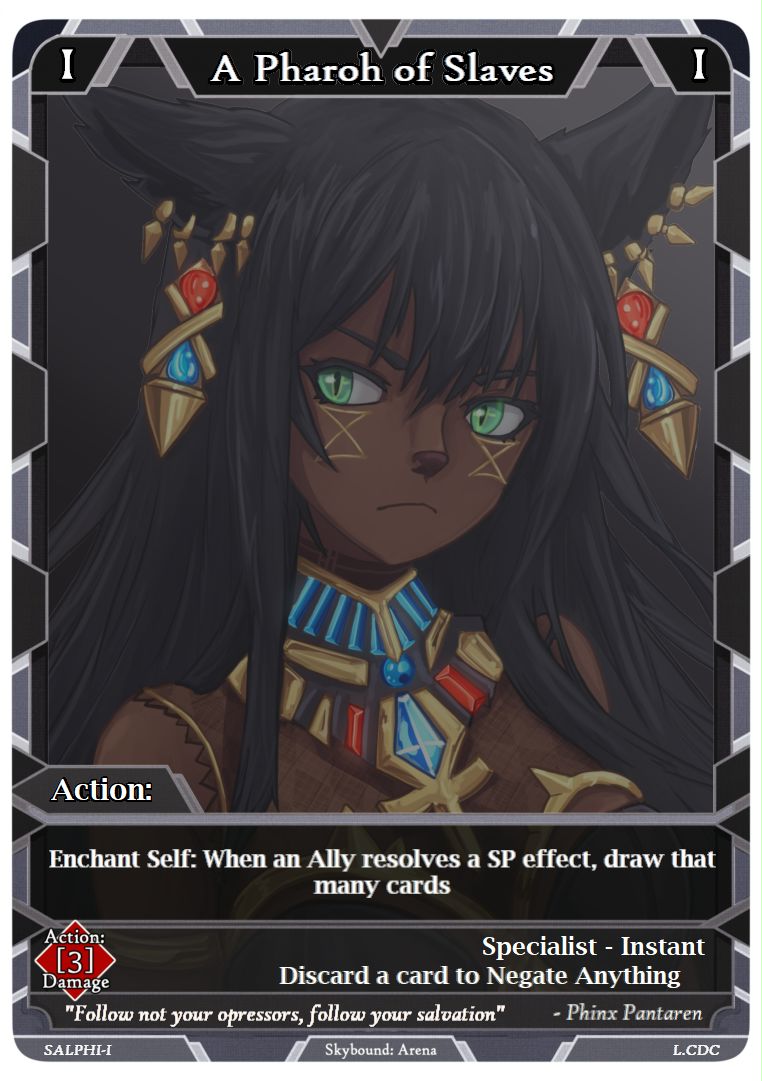 I A Pharoh of Slaves I
Action:
Enchant Self: When an Ally resolves a SP effect, draw that
many cards
Action:
[3]
Damage
Specialist - Instant
Discard a card to Negate Anything
"Follow not your opressors, follow your salvation" - Phinx Pantaren
SALPHI-I Skybound: Arena L.CDC